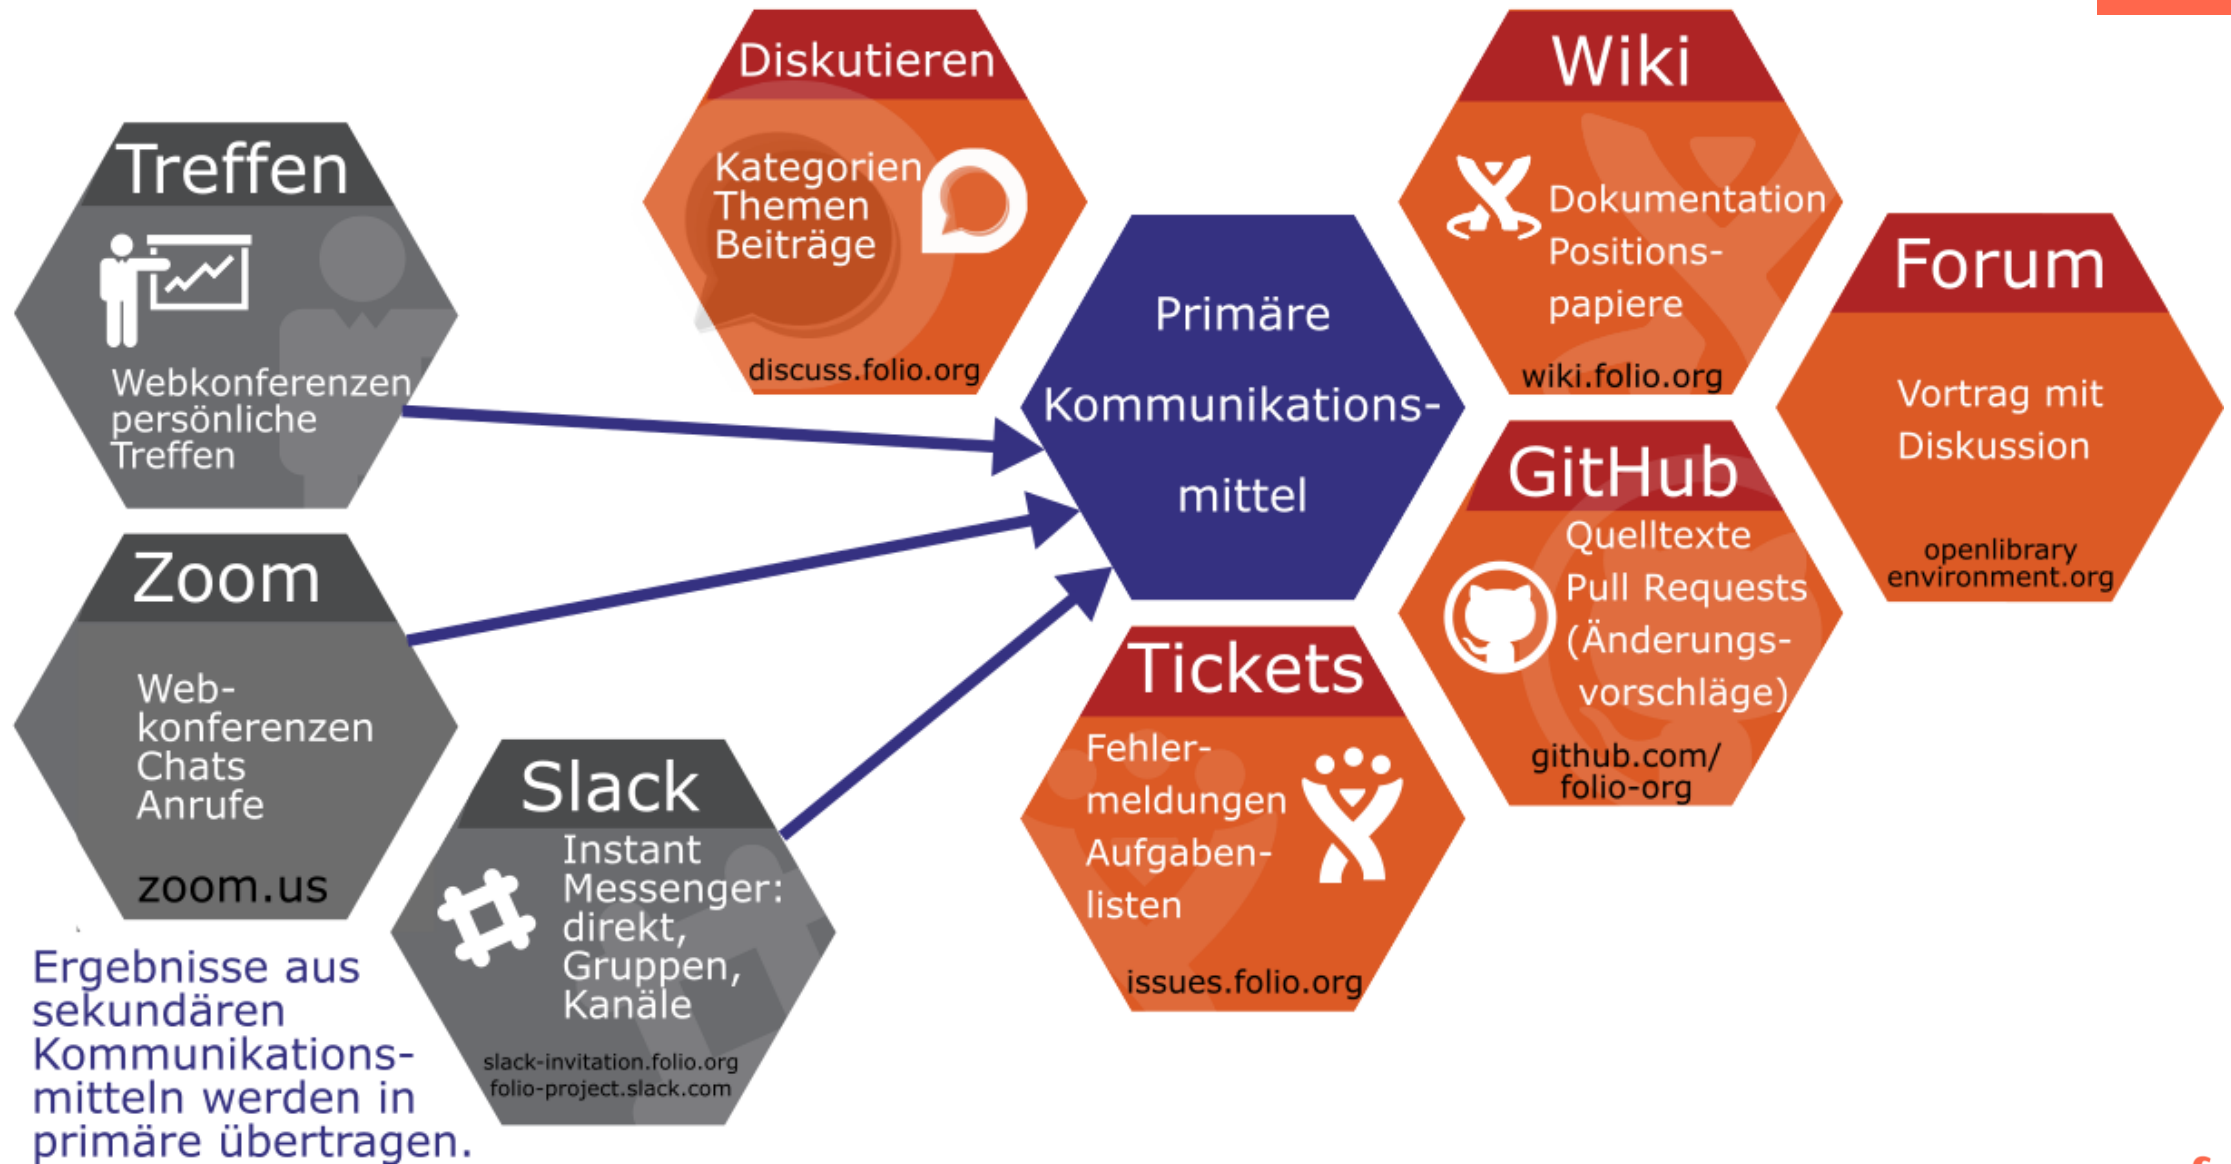 Treffen
Webkonferenzen
persönliche
Treffen
Zoom
Web-
konferenzen
Chats
Anrufe
zoom.us
Slack
Instant
Messenger:
direkt,
Gruppen,
Kanäle
slack-invitation.folio.org
folio-project.slack.com
Ergebnisse aus
sekundären
Kommunikations-
mitteln werden in
primäre übertragen.
Diskutieren
Kategorien
Themen
Beiträge
discuss.folio.org
Primäre
Kommunikations-
mittel
Wiki
Dokumentation
Positions-
papiere
wiki.folio.org
Forum
Vortrag mit
Diskussion
openlibrary
environment.org
GitHub
Quelltexte
Pull Requests
(Änderungs-
vorschläge)
github.com/
folio-org
Tickets
Fehler-
meldungen
Aufgaben-
listen
issues.folio.org